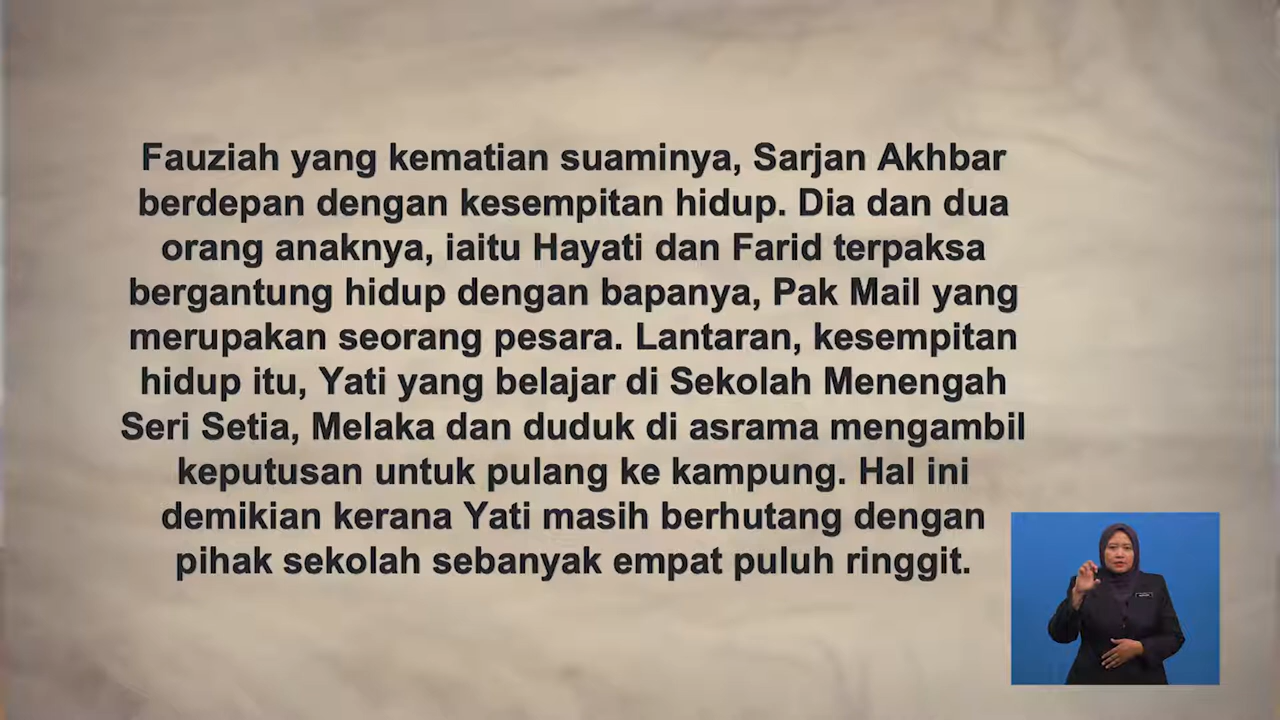 Fauziah yang kematian suaminya, Sarjan Akhbar
berdepan dengan kesempitan hidup. Dia dan dua
orang anaknya, iaitu Hayati dan Farid terpaksa
bergantung hidup dengan bapanya, Pak Mail yang
merupakan seorang pesara. Lantaran, kesempitan
hidup itu, Yati yang belajar di Sekolah Menengah
Seri Setia, Melaka dan duduk di asrama mengambil
keputusan untuk pulang ke kampung. Hal ini
demikian kerana Yati masih berhutang dengan
pihak sekolah sebanyak empat puluh ringgit.